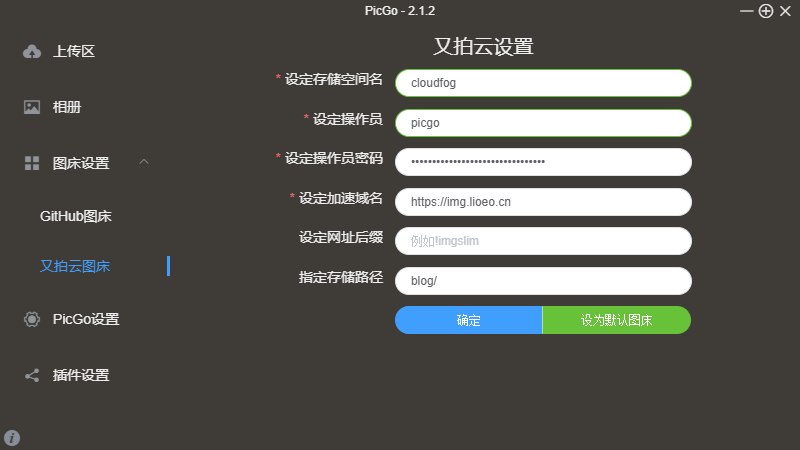 PicGo - 2.1.2
上传区
相册
图床设置
GitHub图床
又拍云图床
PicGo设置
插件设置
又拍云设置
* 设定存储空间名 cloudfog
* 设定操作员 picgo
* 设定操作员密码 ••••••••••••••••••••••••••••••••
* 设定加速域名 https://img.lioeo.cn
设定网址后缀 例如!imgslim
指定存储路径 blog/
确定 设为默认图床